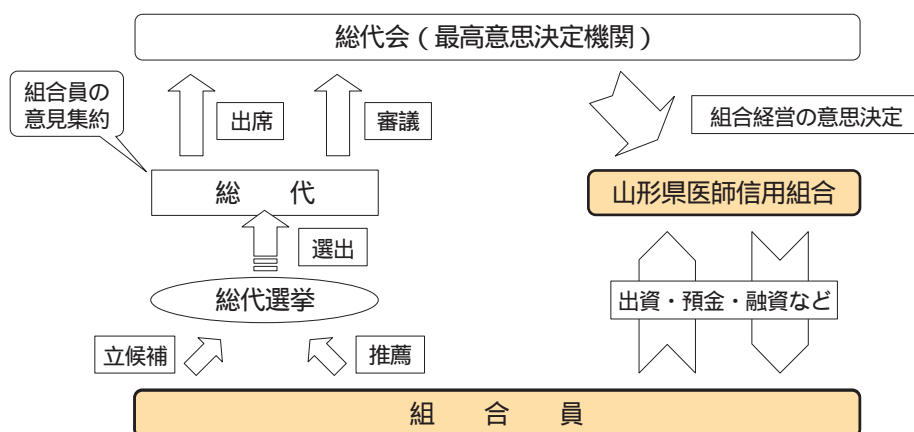 総代会（最高意思決定機関）
組合員の
意見集約
出席
審議
組合経営の意思決定
総　代
山形県医師信用組合
選出
総代選挙
出資・預金・融資など
立候補
推薦
組　合　員